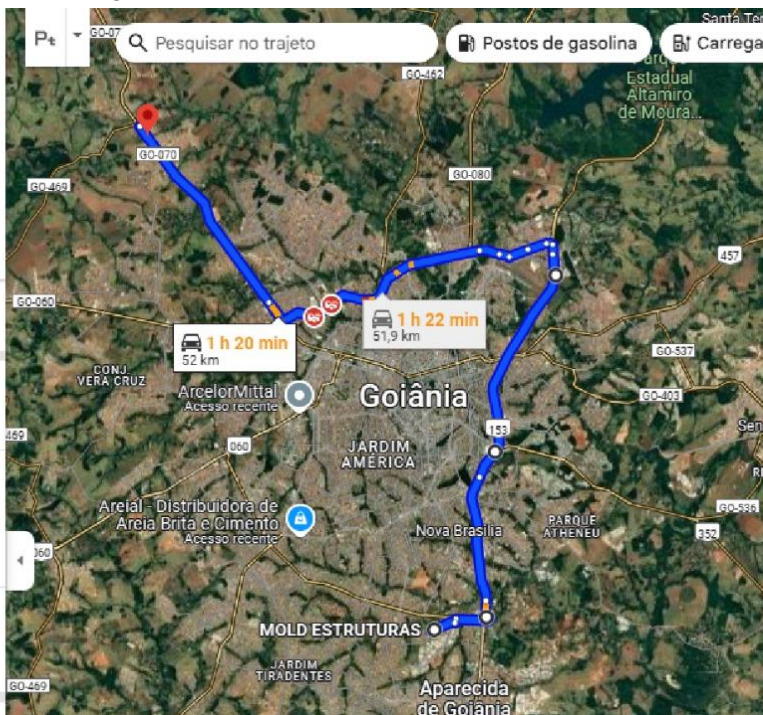 Santa Ter
GO-07
Pesquisar no trajeto
Postos de gasolina
Carrega
GO-462
Parq
Estadual
Altamiro
de Moura...
GO-070
GO-080
GO-469
457
GO-060
1 h 20 min
52 km
1 h 22 min
51,9 km
GO-537
CONJ.
VERA CRUZ
ArcelorMittal
Acesso recente
Goiânia
GO-403
153
Sen
469
060
JARDIM
AMÉRICA
Areial - Distribuidora de
Areia Brita e Cimento
Acesso recente
Nova Brasilia
PARQUE
ATHENEU
GO-536
352
060
MOLD ESTRUTURAS
JARDIM
TIRADENTES
GO-469
Aparecida
de Goiânia